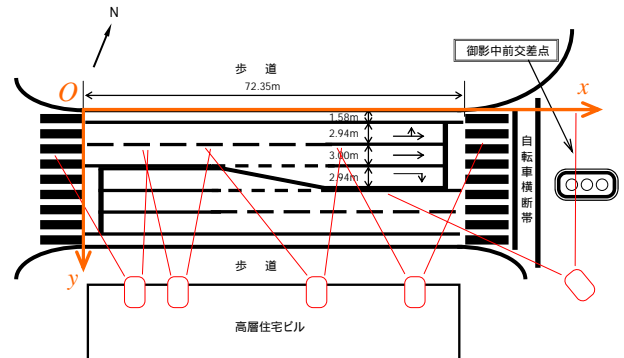 N
御影中前交差点
歩 道
72.35m
O
x
1.58m
2.94m
3.00m
2.94m
自転車横断帯
y
歩 道
高層住宅ビル